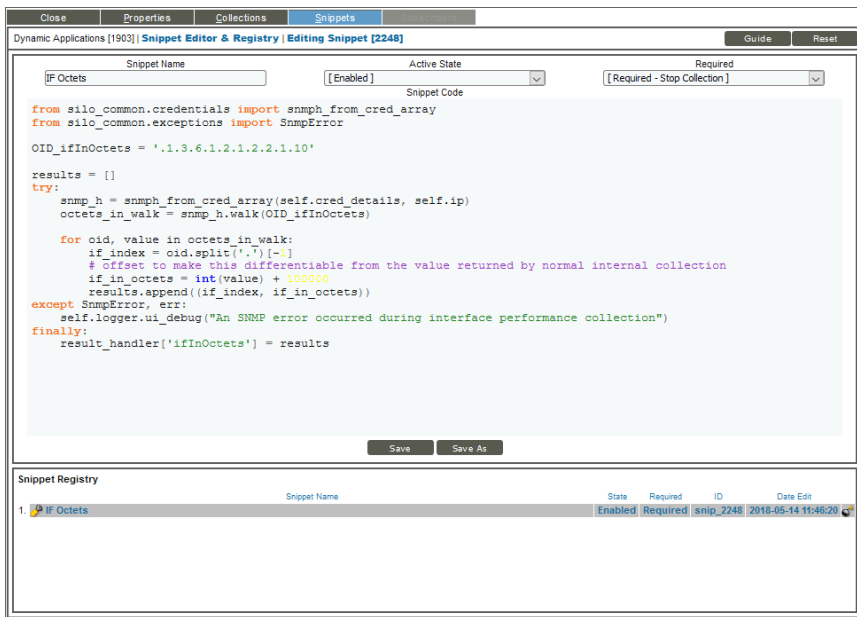 Close Properties Collections Snippets Subscribers
Dynamic Applications [1903] | Snippet Editor & Registry | Editing Snippet [2248] Guide Reset
Snippet Name Active State Required
IF Octets [ Enabled ] [ Required - Stop Collection ]
Snippet Code
from silo_common.credentials import snmph_from_cred_array
from silo_common.exceptions import SnmpError
OID_ifInOctets = '.1.3.6.1.2.1.2.2.1.10'
results = []
try:
snmp_h = snmph_from_cred_array(self.cred_details, self.ip)
octets_in_walk = snmp_h.walk(OID_ifInOctets)
for oid, value in octets_in_walk:
if_index = oid.split('.')[-1]
# offset to make this differentiable from the value returned by normal internal collection
if_in_octets = int(value) + 100000
results.append((if_index, if_in_octets))
except SnmpError, err:
self.logger.ui_debug("An SNMP error occurred during interface performance collection")
finally:
result_handler['ifInOctets'] = results
Save Save As
Snippet Registry
Snippet Name State Required ID Date Edit
1. IF Octets Enabled Required snip_2248 2018-05-14 11:46:20